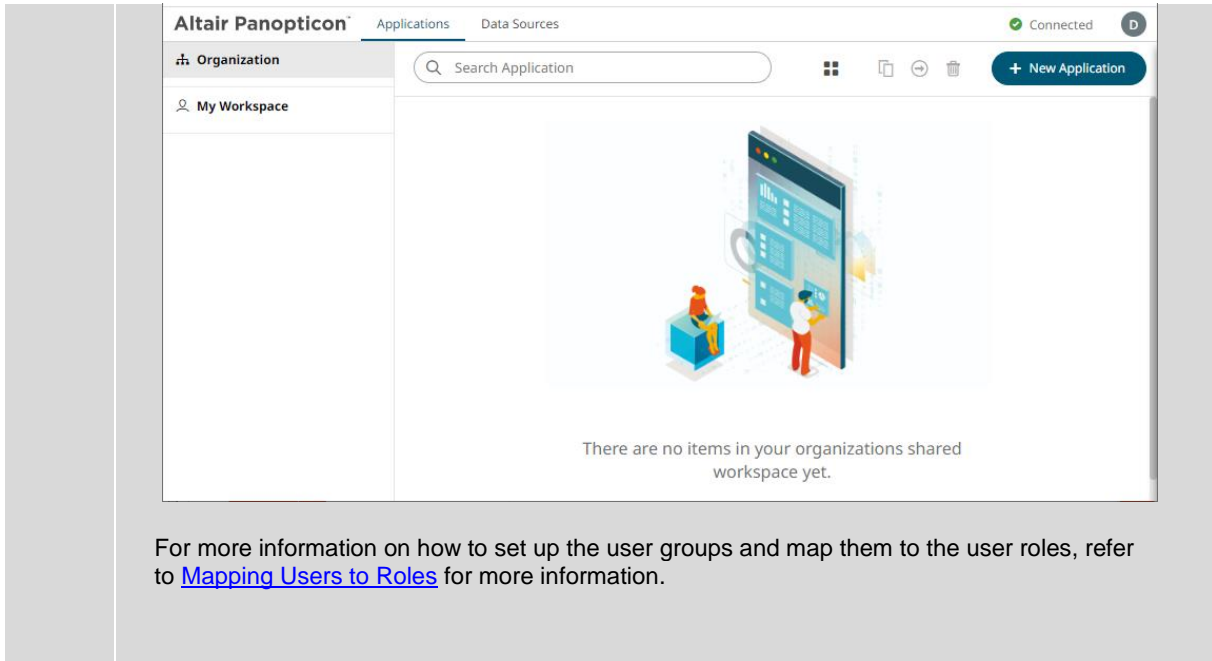 Altair Panopticon Applications Data Sources Connected D
Organization
Search Application + New Application
My Workspace
There are no items in your organizations shared
workspace yet.
For more information on how to set up the user groups and map them to the user roles, refer
to Mapping Users to Roles for more information.